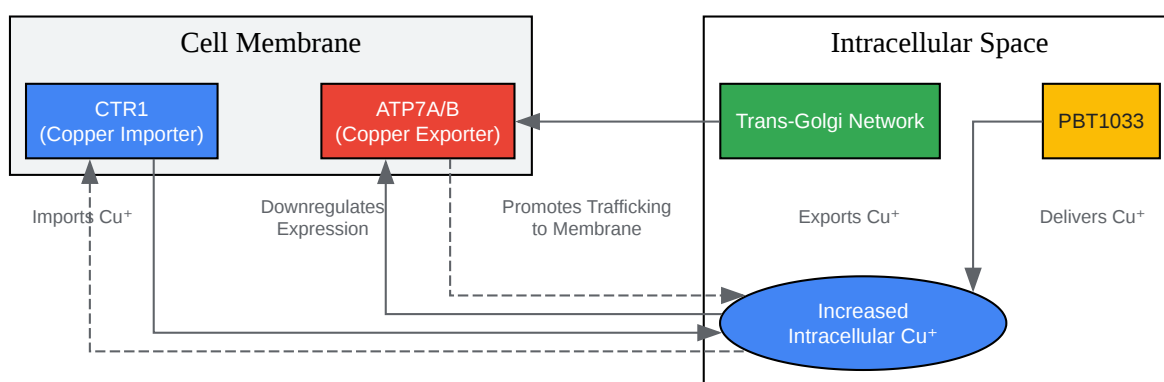 Cell Membrane
Intracellular Space
CTR1
(Copper Importer)
ATP7A/B
(Copper Exporter)
Trans-Golgi Network
PBT1033
Imports Cu⁺
Downregulates
Expression
Promotes Trafficking
to Membrane
Exports Cu⁺
Delivers Cu⁺
Increased
Intracellular Cu⁺